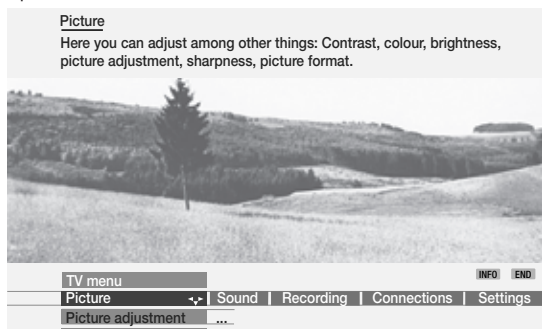 Picture
Here you can adjust among other things: Contrast, colour, brightness,
picture adjustment, sharpness, picture format.
INFO END
TV menu
Picture | Sound | Recording | Connections | Settings
Picture adjustment ...